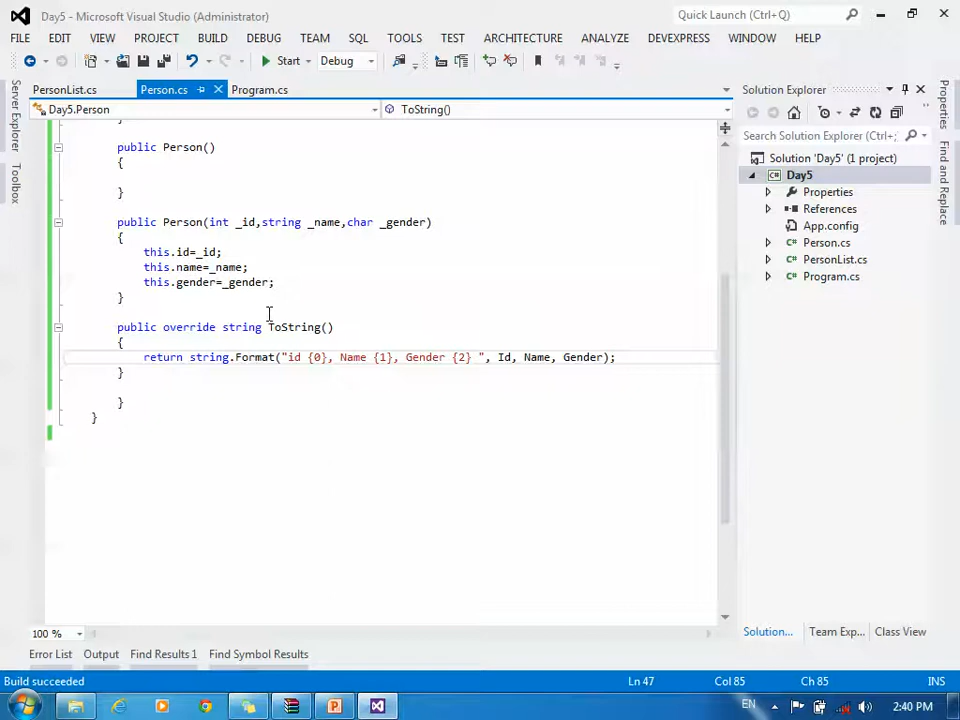 Day5 - Microsoft Visual Studio (Administrator)
Quick Launch (Ctrl+Q)
FILE EDIT VIEW PROJECT BUILD DEBUG TEAM SQL TOOLS TEST ARCHITECTURE ANALYZE DEVEXPRESS WINDOW HELP
Start Debug
PersonList.cs Person.cs Program.cs
Day5.Person ToString()
Server Explorer
Toolbox
}
public Person()
{
}
public Person(int _id,string _name,char _gender)
{
this.id=_id;
this.name=_name;
this.gender=_gender;
}
public override string ToString()
{
return string.Format("id {0}, Name {1}, Gender {2} ", Id, Name, Gender);
}
}
}
100 %
Solution Explorer
Search Solution Explorer (Ctrl+;
Solution 'Day5' (1 project)
Day5
Properties
References
App.config
Person.cs
PersonList.cs
Program.cs
Solution... Team Exp... Class View
Properties
Find and Replace
Error List Output Find Results 1 Find Symbol Results
Build succeeded Ln 47 Col 85 Ch 85 INS
EN 2:40 PM